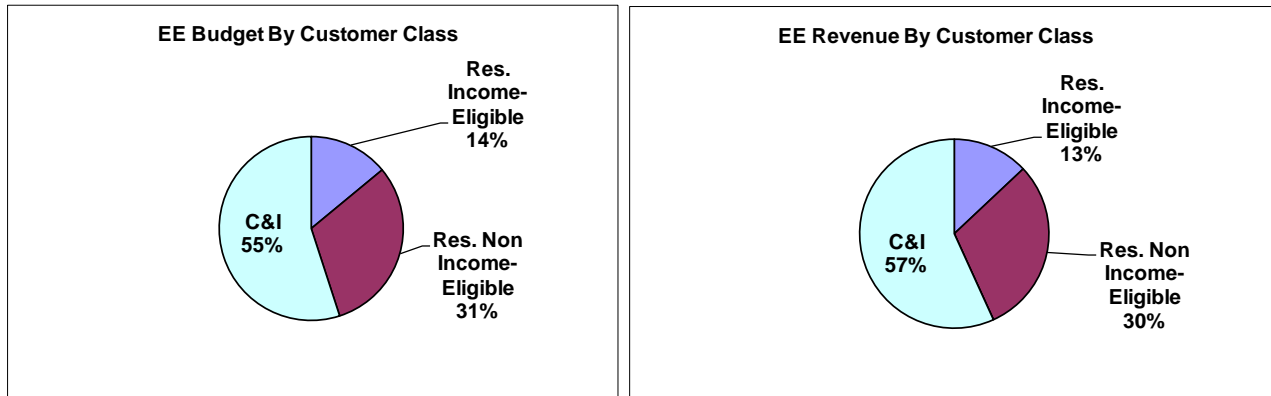 EE Budget By Customer Class
Res.
Income-
Eligible
14%
C&I
55%
Res. Non
Income-
Eligible
31%
EE Revenue By Customer Class
Res.
Income-
Eligible
13%
C&I
57%
Res. Non
Income-
Eligible
30%